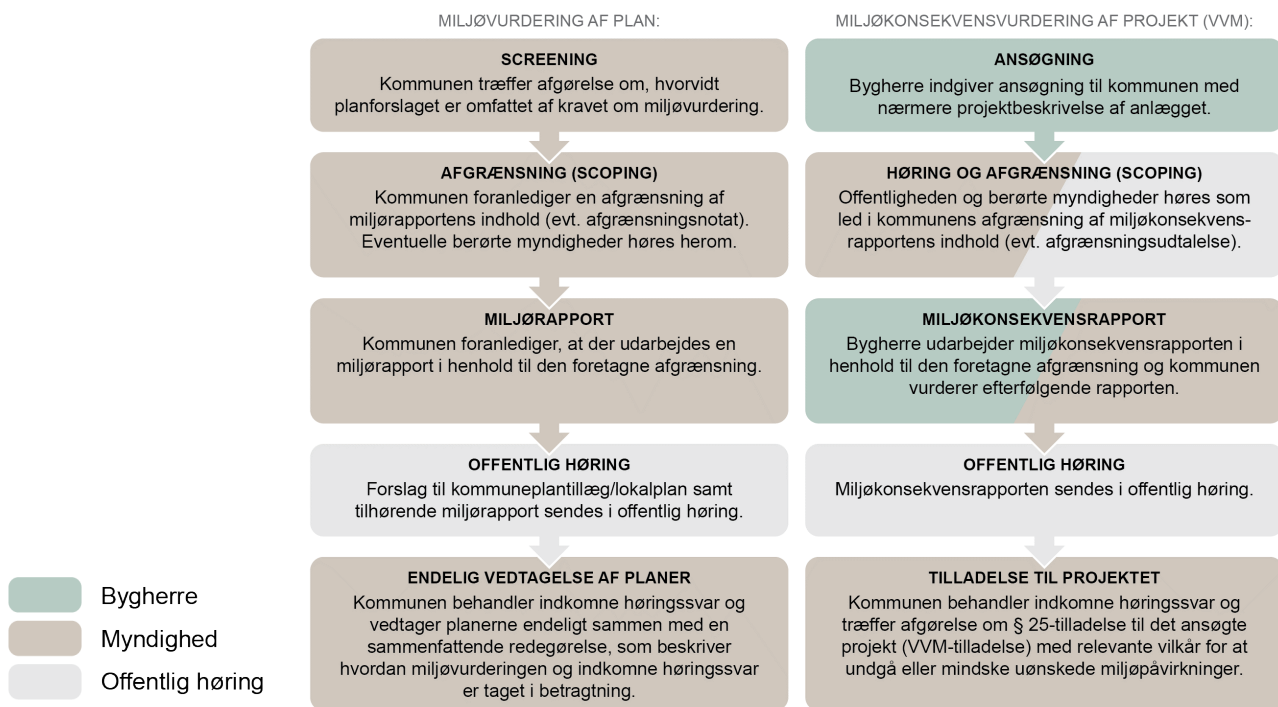 MILJØVURDERING AF PLAN:
SCREENING
Kommunen træffer afgørelse om, hvorvidt
planforslaget er omfattet af kravet om miljøvurdering.
AFGRÆNSNING (SCOPING)
Kommunen foranlediger en afgrænsning af
miljørapportens indhold (evt. afgrænsningsnotat).
Eventuelle berørte myndigheder høres herom.
MILJØRAPPORT
Kommunen foranlediger, at der udarbejdes en
miljørapport i henhold til den foretagne afgrænsning.
OFFENTLIG HØRING
Forslag til kommuneplantillæg/lokalplan samt
tilhørende miljørapport sendes i offentlig høring.
ENDELIG VEDTAGELSE AF PLANER
Kommunen behandler indkomne høringssvar og
vedtager planerne endeligt sammen med en
sammenfattende redegørelse, som beskriver
hvordan miljøvurderingen og indkomne høringssvar
er taget i betragtning.
MILJØKONSEKVENSVURDERING AF PROJEKT (VVM):
ANSØGNING
Bygherre indgiver ansøgning til kommunen med
nærmere projektbeskrivelse af anlægget.
HØRING OG AFGRÆNSNING (SCOPING)
Offentligheden og berørte myndigheder høres som
led i kommunens afgrænsning af miljøkonsekvens-
rapportens indhold (evt. afgrænsningsudtalelse).
MILJØKONSEKVENSRAPPORT
Bygherre udarbejder miljøkonsekvensrapporten i
henhold til den foretagne afgrænsning og kommunen
vurderer efterfølgende rapporten.
OFFENTLIG HØRING
Miljøkonsekvensrapporten sendes i offentlig høring.
TILLADELSE TIL PROJEKTET
Kommunen behandler indkomne høringssvar og
træffer afgørelse om § 25-tilladelse til det ansøgte
projekt (VVM-tilladelse) med relevante vilkår for at
undgå eller mindske uønskede miljøpåvirkninger.
Bygherre
Myndighed
Offentlig høring